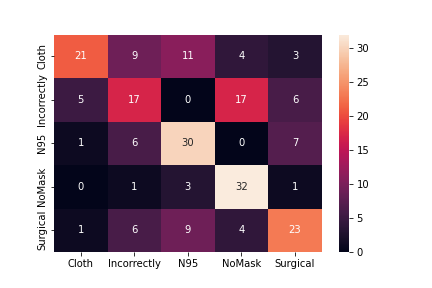 Cloth 21 9 11 4 3
Incorrectly 5 17 0 17 6
N95 1 6 30 0 7
NoMask 0 1 3 32 1
Surgical 1 6 9 4 23
Cloth Incorrectly N95 NoMask Surgical
30
25
20
15
10
5
0